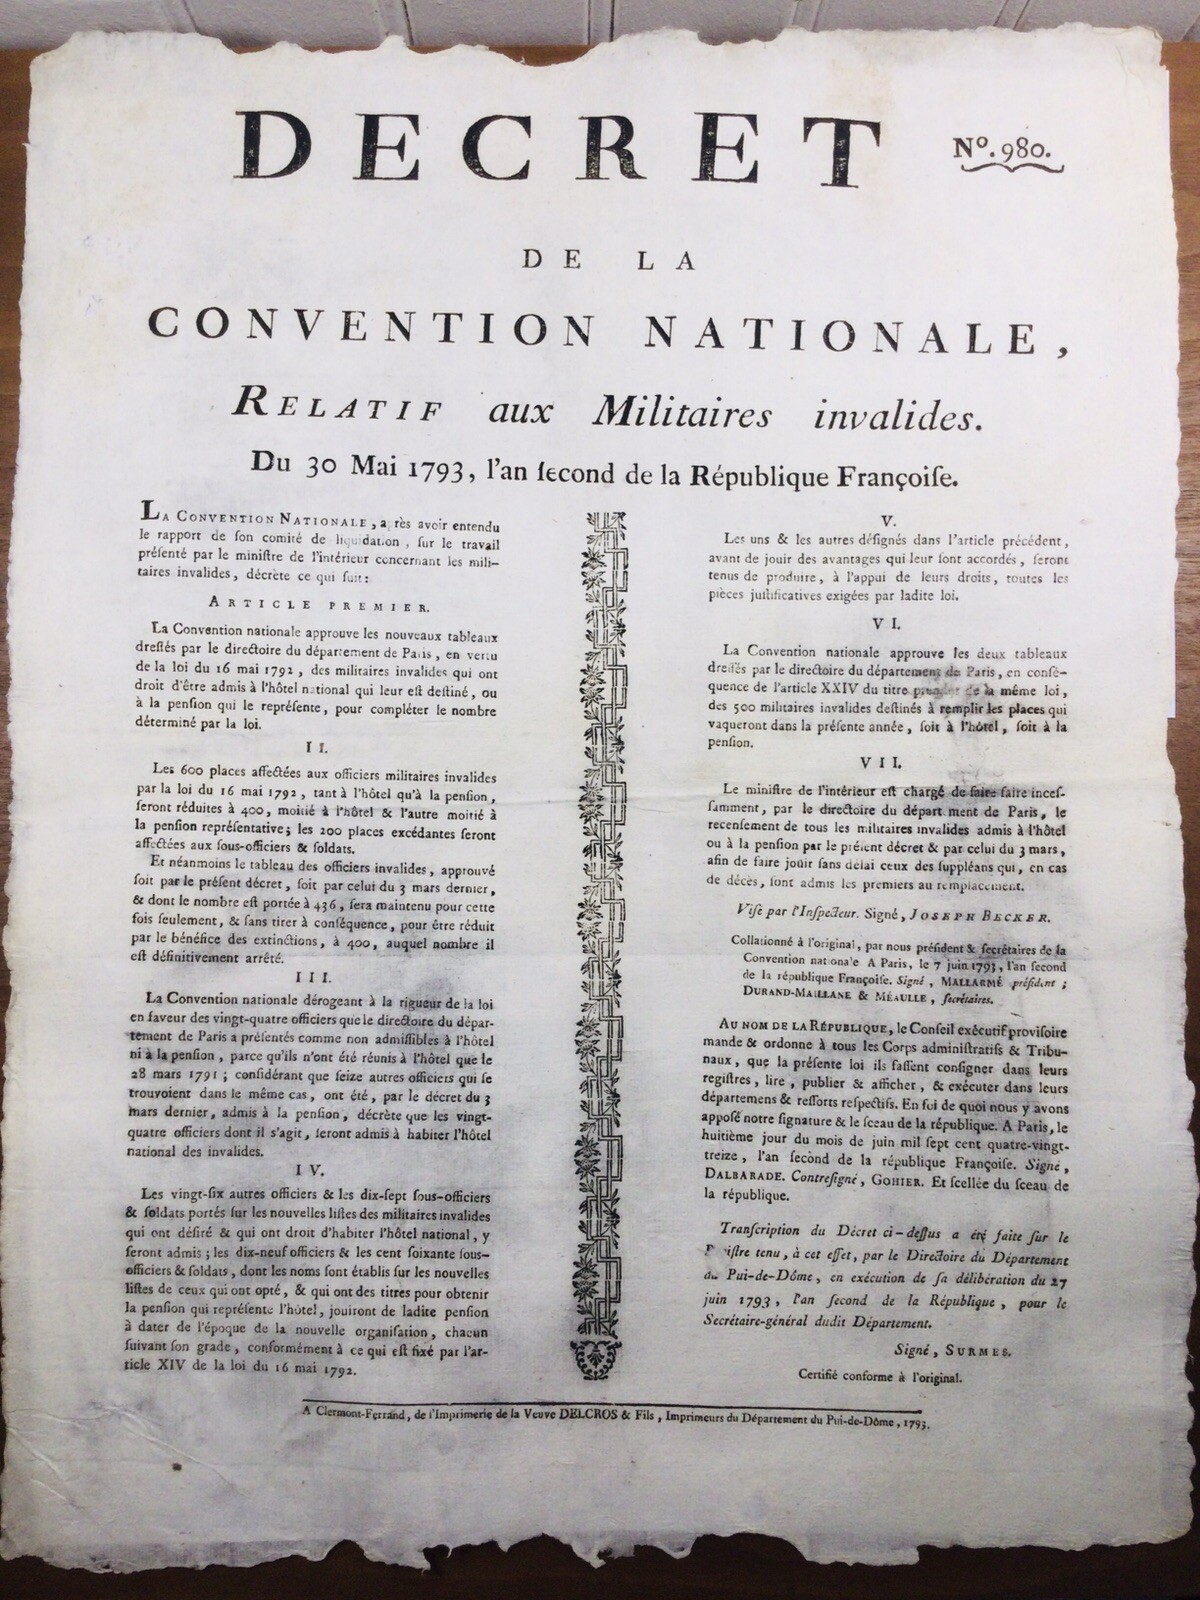 DECRET
Nº. 980.
DE LA
CONVENTION NATIONALE,
RELATIF aux Militaires invalides.
Du 30 Mai 1793, l'an ſecond de la République Françoiſe.
LA CONVENTION NATIONALE, après avoir entendu
le rapport de ſon comité de liquidation, ſur le travail
préſenté par le miniſtre de l'intérieur concernant les mili-
taires invalides, décrète ce qui ſuit:
ARTICLE PREMIER.
La Convention nationale approuve les nouveaux tableaux
dreſſés par le directoire du département de Paris, en vertu
de la loi du 16 mai 1792, des militaires invalides qui ont
droit d'être admis à l'hôtel national qui leur eſt deſtiné, ou
à la penſion qui le repréſente, pour compléter le nombre
déterminé par la loi.
II.
Les 600 places affectées aux officiers militaires invalides
par la loi du 16 mai 1792, tant à l'hôtel qu'à la penſion,
ſeront réduites à 400, moitié à l'hôtel & l'autre moitié à
la penſion repréſentative; les 200 places excédantes ſeront
affectées aux ſous-officiers & ſoldats.
Et néanmoins le tableau des officiers invalides, approuvé
ſoit par le préſent décret, ſoit par celui du 3 mars dernier,
& dont le nombre eſt portée à 436, ſera maintenu pour cette
fois ſeulement, & ſans tirer à conſéquence, pour être réduit
par le bénéfice des extinctions, à 400, auquel nombre il
eſt définitivement arrêté.
III.
La Convention nationale dérogeant à la rigueur de la loi
en faveur des vingt-quatre officiers que le directoire du dépar-
tement de Paris a préſentés comme non admiſſibles à l'hôtel
ni à la penſion, parce qu'ils n'ont été réunis à l'hôtel que le
28 mars 1791; conſidérant que ſeize autres officiers qui ſe
trouvoient dans le même cas, ont été, par le décret du 3
mars dernier, admis à la penſion, décrète que les vingt-
quatre officiers dont il s'agit, ſeront admis à habiter l'hôtel
national des invalides.
IV.
Les vingt-ſix autres officiers & les dix-ſept ſous-officiers
& ſoldats portés ſur les nouvelles liſtes des militaires invalides
qui ont déſiré & qui ont droit d'habiter l'hôtel national, y
ſeront admis; les dix-neuf officiers & les cent ſoixante ſous-
officiers & ſoldats, dont les noms ſont établis ſur les nouvelles
liſtes de ceux qui ont opté, & qui ont des titres pour obtenir
la penſion qui repréſente l'hôtel, jouiront de ladite penſion
à dater de l'époque de la nouvelle organiſation, chacun
ſuivant ſon grade, conformément à ce qui eſt fixé par l'ar-
ticle XIV de la loi du 16 mai 1792.
V.
Les uns & les autres déſignés dans l'article précédent,
avant de jouir des avantages qui leur ſont accordés, ſeront
tenus de produire, à l'appui de leurs droits, toutes les
pièces juſtificatives exigées par ladite loi.
VI.
La Convention nationale approuve les deux tableaux
dreſſés par le directoire du département de Paris, en conſé-
quence de l'article XXIV du titre premier de la même loi,
des 500 militaires invalides deſtinés à remplir les places qui
vaqueront dans la préſente année, ſoit à l'hôtel, ſoit à la
penſion.
VII.
Le miniſtre de l'intérieur eſt chargé de faire faire inceſ-
ſamment, par le directoire du départ ment de Paris, le
recenſement de tous les militaires invalides admis à l'hôtel
ou à la penſion par le préſent décret & par celui du 3 mars,
afin de faire jouir ſans délai ceux des ſuppléans qui, en cas
de décès, ſont admis les premiers au remplacement.
Viſé par l'Inſpecteur. Signé, JOSEPH BECKER.
Collationné à l'original, par nous préſident & ſecrétaires de la
Convention nationale A Paris, le 7 juin 1793, l'an ſecond
de la république Françoiſe. Signé, MALLARMÉ préſident;
DURAND-MAILLANE & MÉAULLE, ſecrétaires.
AU NOM DE LA RÉPUBLIQUE, le Conſeil exécutif proviſoire
mande & ordonne à tous les Corps adminiſtratifs & Tribu-
naux, que la préſente loi ils faſſent conſigner dans leurs
regiſtres, lire, publier & afficher, & exécuter dans leurs
départemens & reſſorts reſpectifs. En foi de quoi nous y avons
appoſé notre ſignature & le ſceau de la république. A Paris, le
huitième jour du mois de juin mil ſept cent quatre-vingt-
treize, l'an ſecond de la république Françoiſe. Signé,
DALBARADE. Contreſigné, GOHIER. Et ſcellée du ſceau de
la république.
Tranſcription du Décret ci-deſſus a été faite ſur le
Regiſtre tenu, à cet effet, par le Directoire du Département
du Pui-de-Dôme, en exécution de ſa délibération du 27
juin 1793, l'an ſecond de la République, pour le
Secrétaire-général dudit Département.
Signé, SURMES.
Certifié conforme à l'original.
A Clermont-Ferrand, de l'Imprimerie de la Veuve DELCROS & Fils, Imprimeurs du Département du Pui-de-Dôme, 1793.